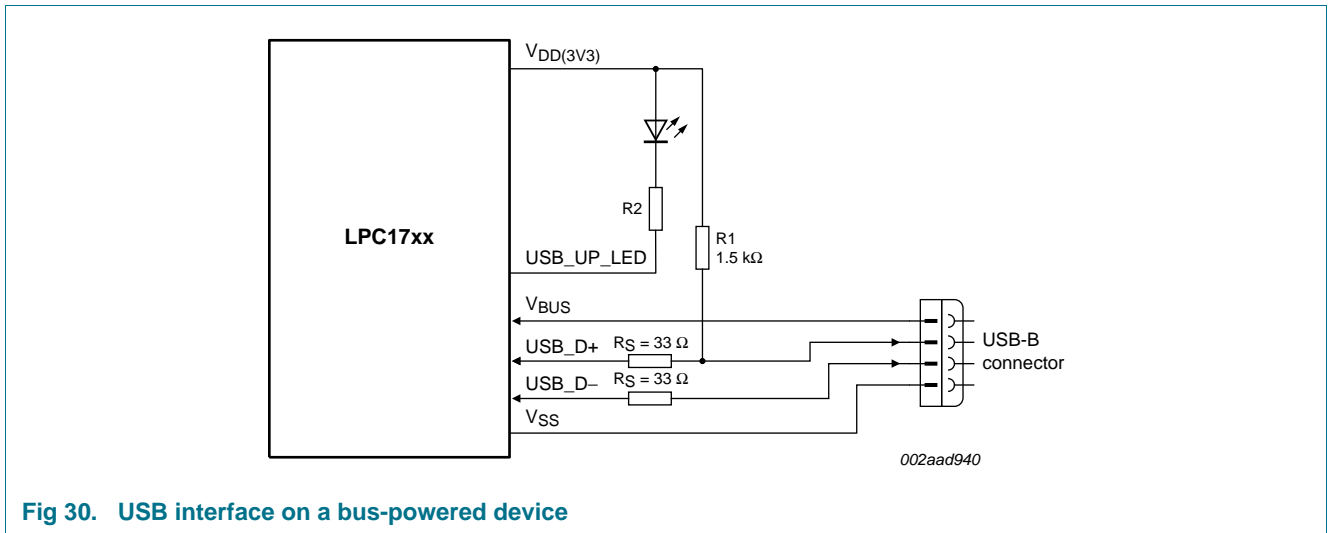 VDD(3V3)
R2
LPC17xx
R1
1.5 kΩ
USB_UP_LED
VBUS
USB_D+ RS = 33 Ω
USB-B
connector
USB_D− RS = 33 Ω
VSS
002aad940
Fig 30. USB interface on a bus-powered device